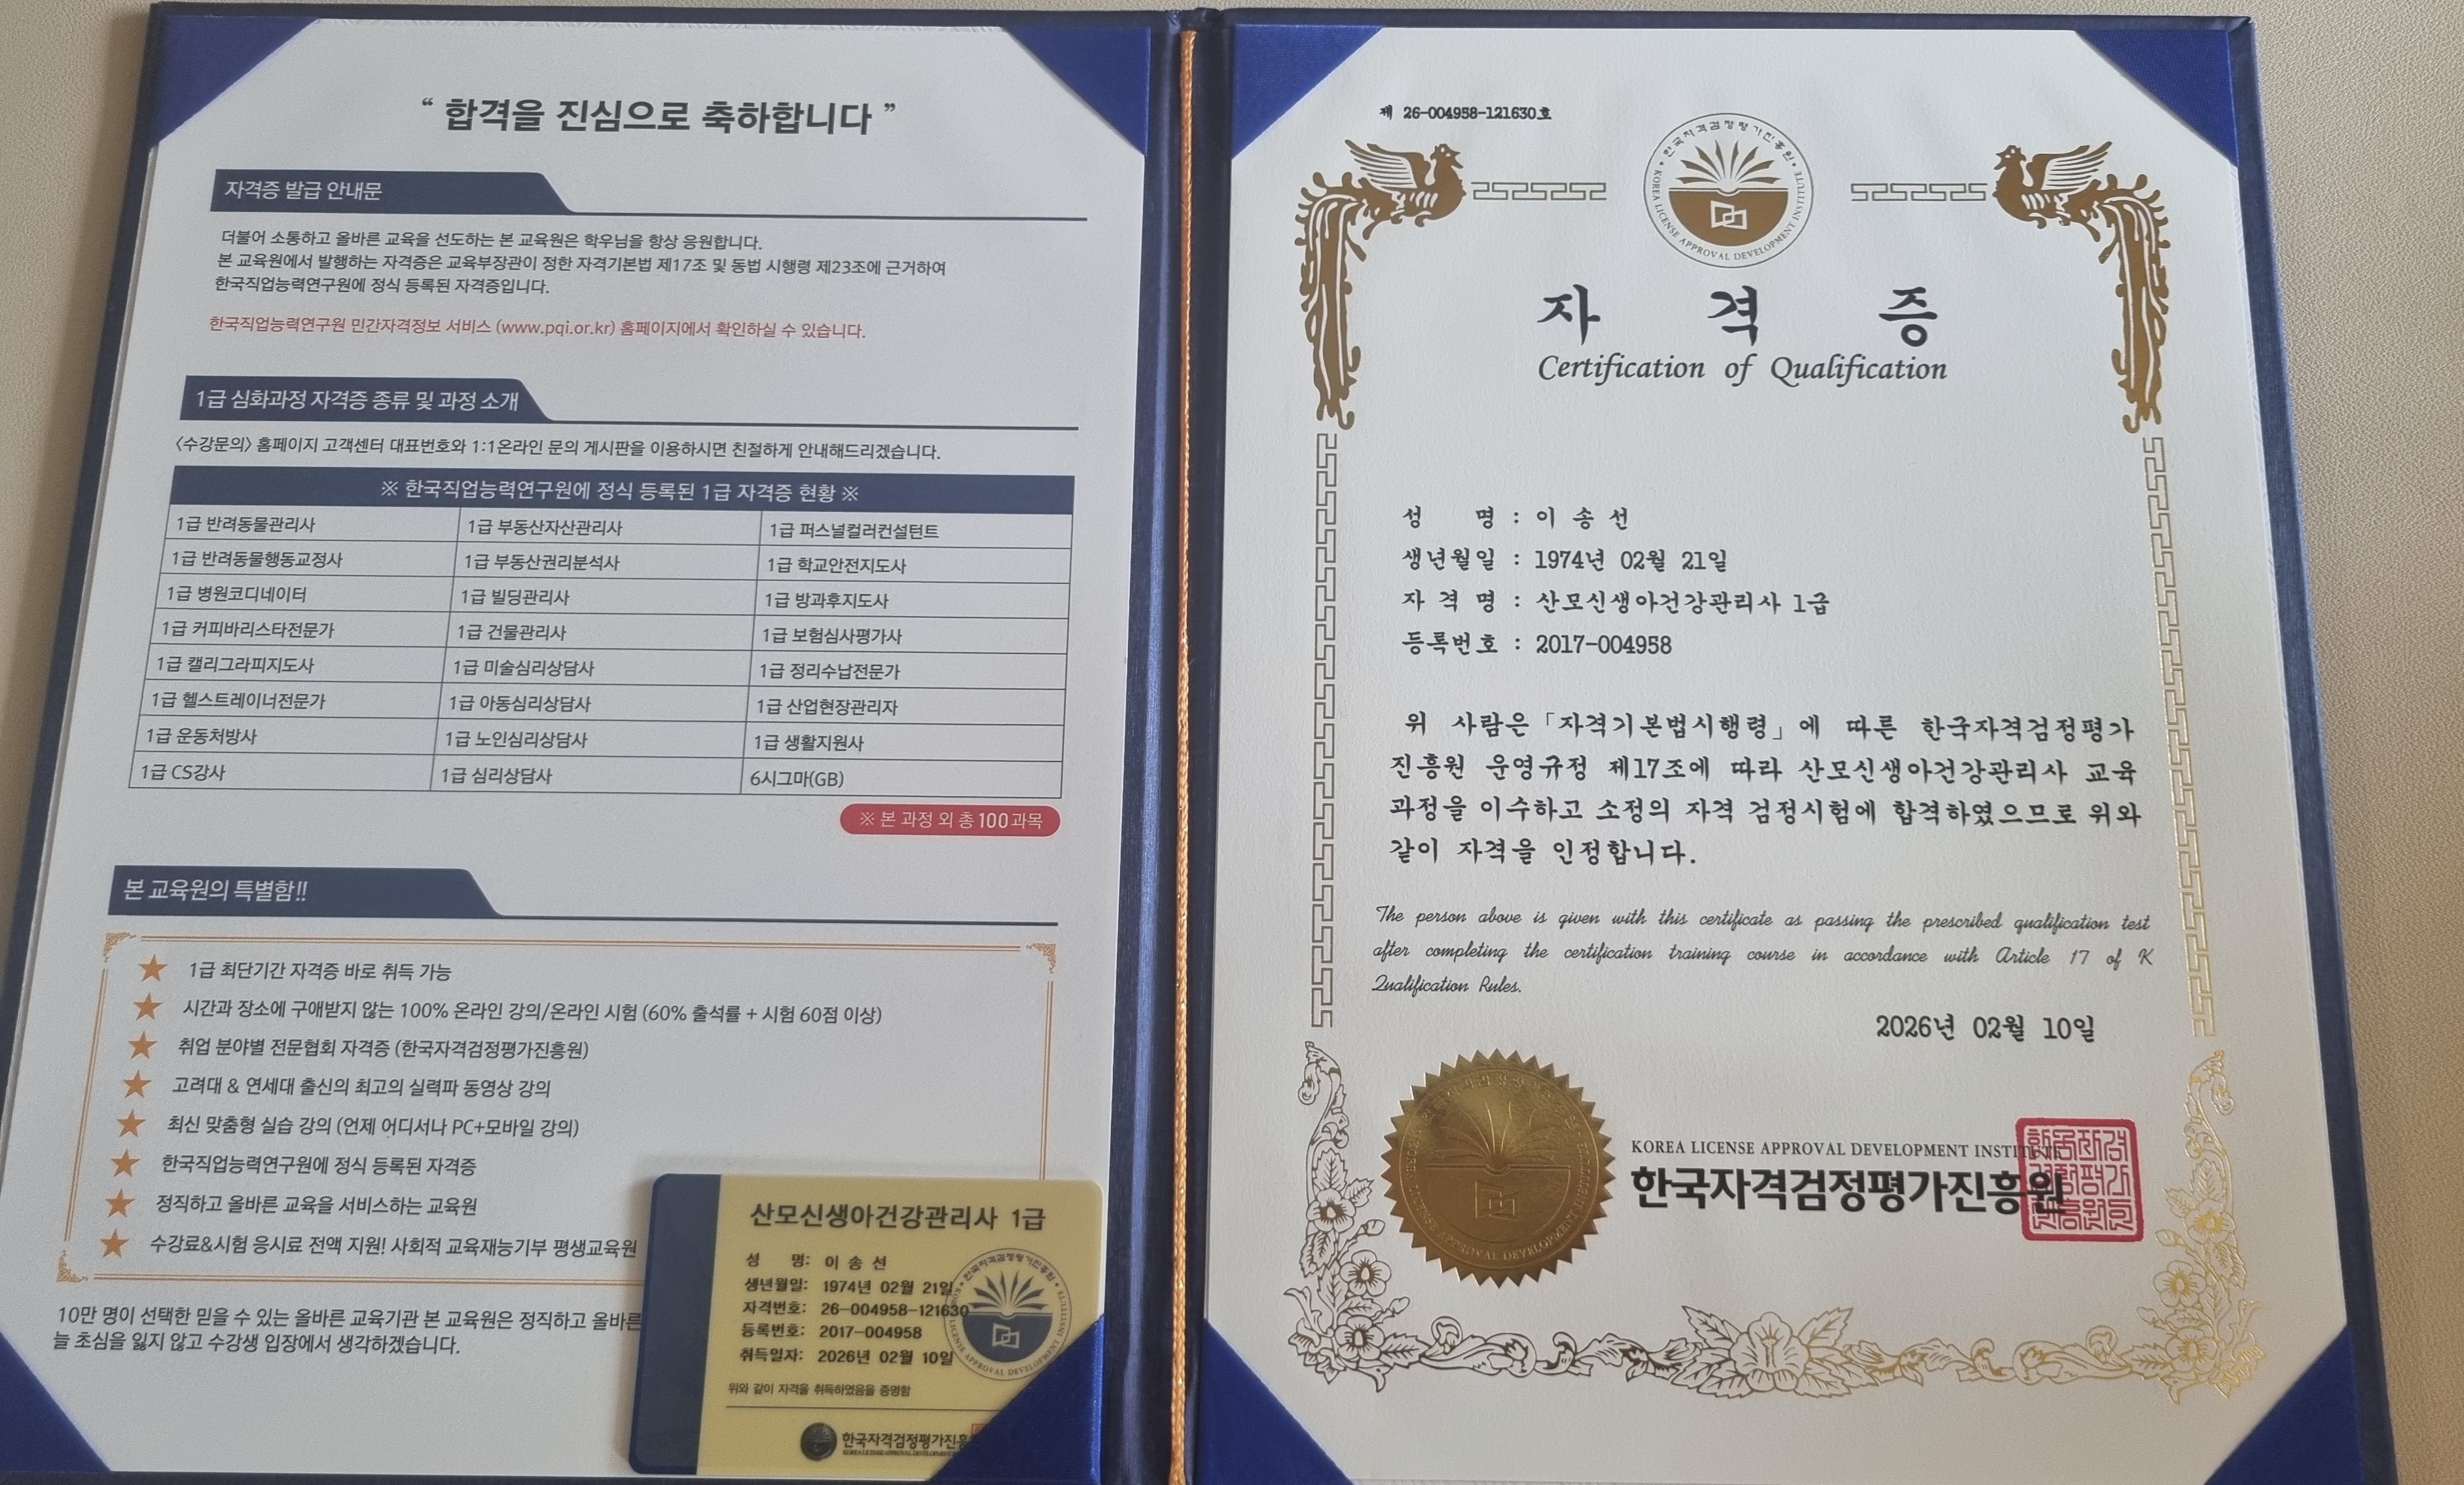 “ 합격을 진심으로 축하합니다 ”
자격증 발급 안내문
더불어 소통하고 올바른 교육을 선도하는 본 교육원은 학우님을 항상 응원합니다.
본 교육원에서 발행하는 자격증은 교육부장관이 정한 자격기본법 제17조 및 동법 시행령 제23조에 근거하여
한국직업능력연구원에 정식 등록된 자격증입니다.
한국직업능력연구원 민간자격정보 서비스 (www.pqi.or.kr) 홈페이지에서 확인하실 수 있습니다.
1급 심화과정 자격증 종류 및 과정 소개
〈수강문의〉 홈페이지 고객센터 대표번호와 1:1온라인 문의 게시판을 이용하시면 친절하게 안내해드리겠습니다.
※ 한국직업능력연구원에 정식 등록된 1급 자격증 현황 ※
1급 반려동물관리사 1급 부동산자산관리사 1급 퍼스널컬러컨설턴트
1급 반려동물행동교정사 1급 부동산권리분석사 1급 학교안전지도사
1급 병원코디네이터 1급 빌딩관리사 1급 방과후지도사
1급 커피바리스타전문가 1급 건물관리사 1급 보험심사평가사
1급 캘리그라피지도사 1급 미술심리상담사 1급 정리수납전문가
1급 헬스트레이너전문가 1급 아동심리상담사 1급 산업현장관리자
1급 운동처방사 1급 노인심리상담사 1급 생활지원사
1급 CS강사 1급 심리상담사 6시그마(GB)
※ 본 과정 외 총 100과목
본 교육원의 특별함!!
★ 1급 최단기간 자격증 바로 취득 가능
★ 시간과 장소에 구애받지 않는 100% 온라인 강의/온라인 시험 (60% 출석률 + 시험 60점 이상)
★ 취업 분야별 전문협회 자격증 (한국자격검정평가진흥원)
★ 고려대 & 연세대 출신의 최고의 실력파 동영상 강의
★ 최신 맞춤형 실습 강의 (언제 어디서나 PC+모바일 강의)
★ 한국직업능력연구원에 정식 등록된 자격증
★ 정직하고 올바른 교육을 서비스하는 교육원
★ 수강료&시험 응시료 전액 지원! 사회적 교육재능기부 평생교육원
10만 명이 선택한 믿을 수 있는 올바른 교육기관 본 교육원은 정직하고 올바른
늘 초심을 잃지 않고 수강생 입장에서 생각하겠습니다.
산모신생아건강관리사 1급
성 명: 이 송 선
생년월일: 1974년 02월 21일
자격번호: 26-004958-121630
등록번호: 2017-004958
취득일자: 2026년 02월 10일
위와 같이 자격을 취득하였음을 증명함
한국자격검정평가진흥
제 26-004958-121630호
한국자격검정평가진흥원
KOREA LICENSE APPROVAL DEVELOPMENT INSTITUTE
자 격 증
Certification of Qualification
성 명 : 이 송 선
생년월일 : 1974년 02월 21일
자 격 명 : 산모신생아건강관리사 1급
등록번호 : 2017-004958
위 사람은 「자격기본법시행령」에 따른 한국자격검정평가
진흥원 운영규정 제17조에 따라 산모신생아건강관리사 교육
과정을 이수하고 소정의 자격 검정시험에 합격하였으므로 위와
같이 자격을 인정합니다.
The person above is given with this certificate as passing the prescribed qualification test
after completing the certification training course in accordance with Article 17 of K
Qualification Rules.
2026년 02월 10일
KOREA LICENSE APPROVAL DEVELOPMENT INSTITUTE
한국자격검정평가진흥원